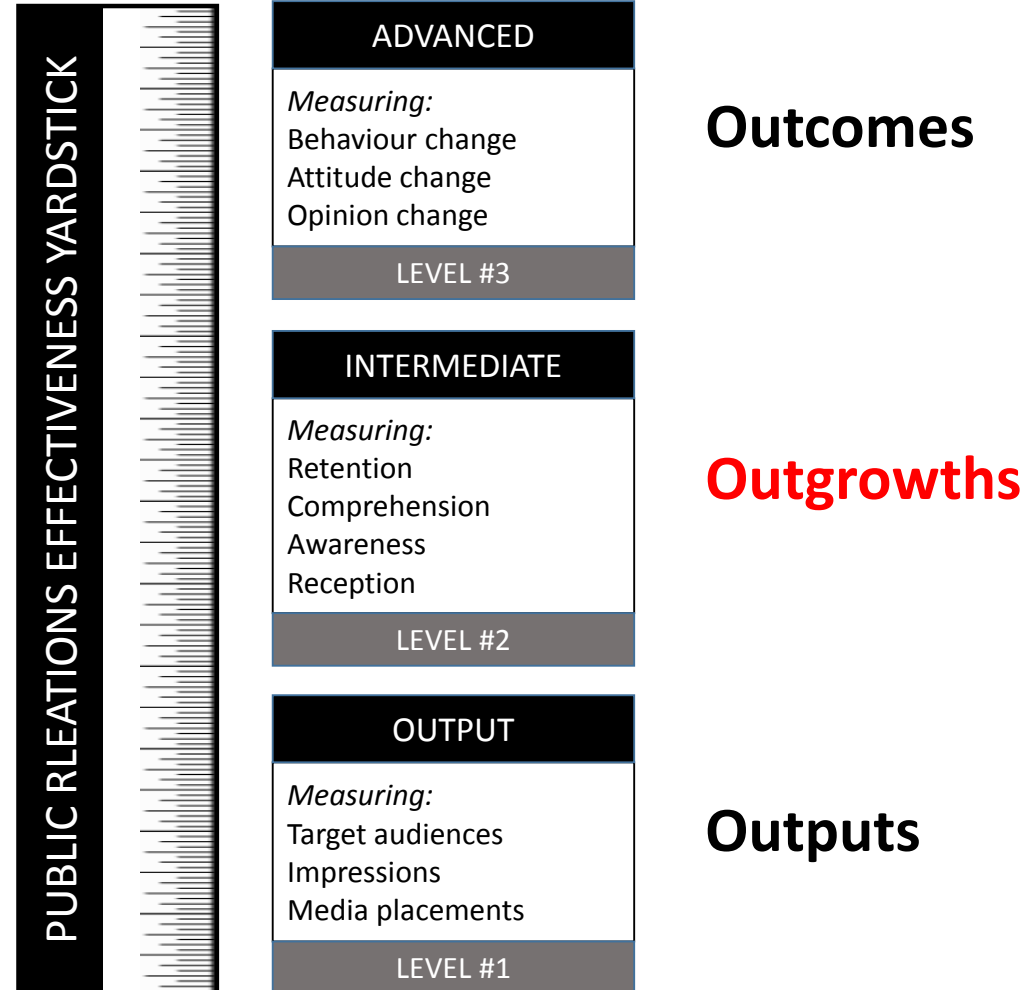 PUBLIC RLEATIONS EFFECTIVENESS YARDSTICK
ADVANCED
Measuring:
Behaviour change
Attitude change
Opinion change
LEVEL #3
Outcomes
INTERMEDIATE
Measuring:
Retention
Comprehension
Awareness
Reception
LEVEL #2
Outgrowths
OUTPUT
Measuring:
Target audiences
Impressions
Media placements
LEVEL #1
Outputs